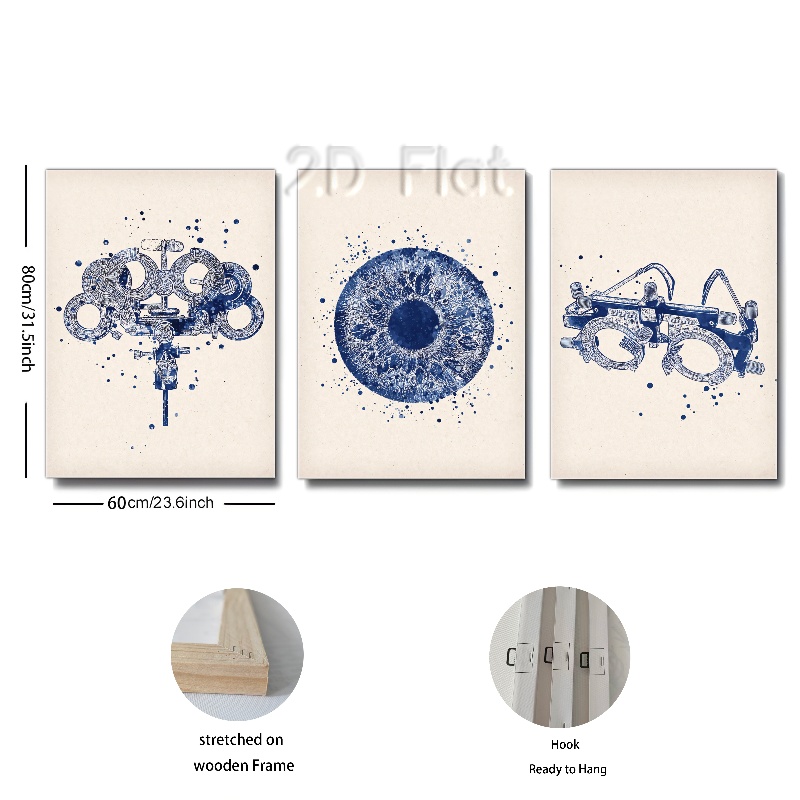 2D Flat
80cm/31.5inch
60cm/23.6inch
stretched on
wooden Frame
Hook
Ready to Hang